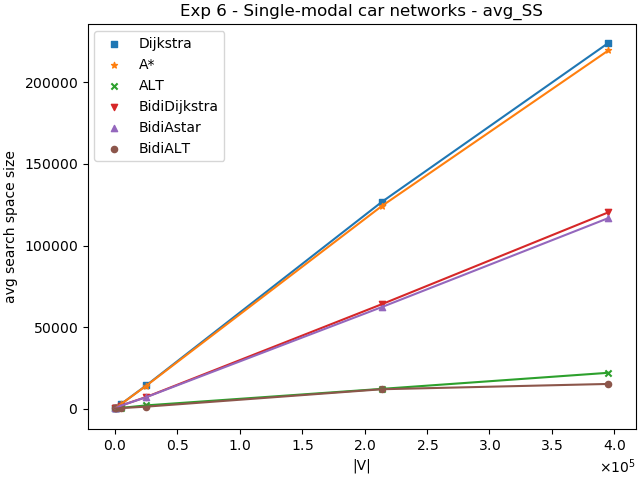 Exp 6 - Single-modal car networks - avg_SS
Dijkstra
A*
ALT
BidiDijkstra
BidiAstar
BidiALT
avg search space size
200000
150000
100000
50000
0
0.0 0.5 1.0 1.5 2.0 2.5 3.0 3.5 4.0
|V|
×10⁵